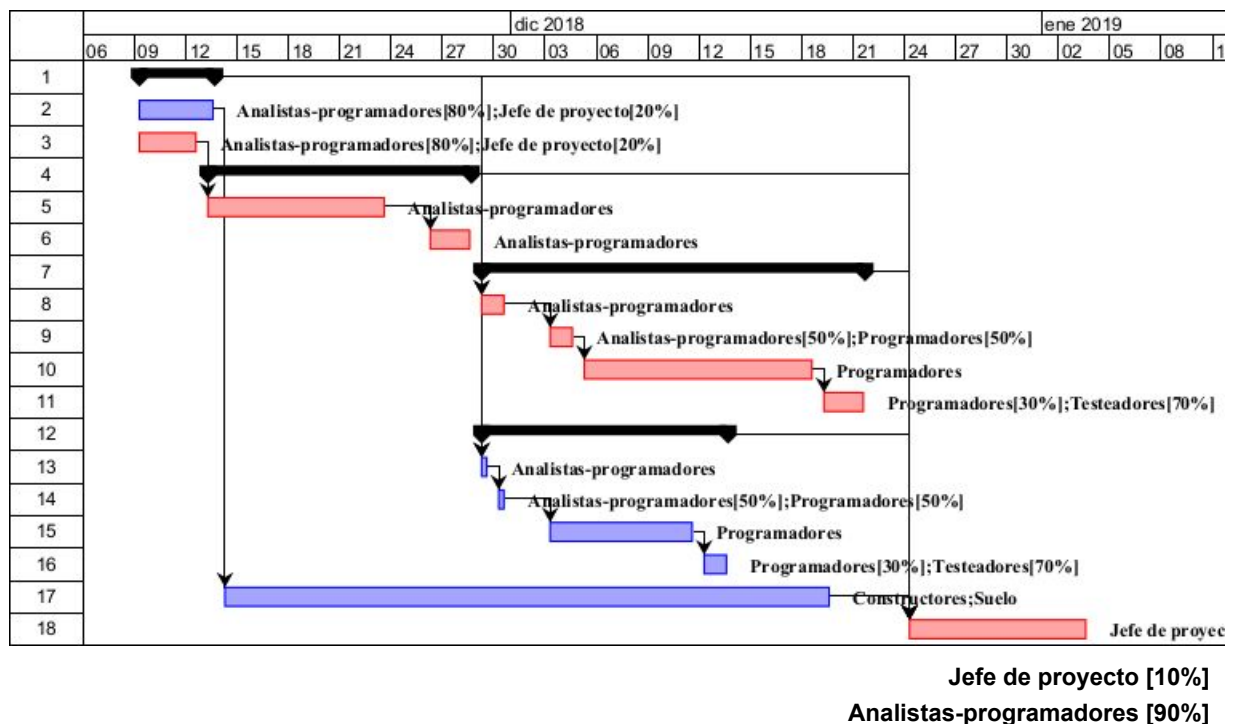 dic 2018 ene 2019
06 09 12 15 18 21 24 27 30 03 06 09 12 15 18 21 24 27 30 02 05 08 1
1
2 Analistas-programadores[80%];Jefe de proyecto[20%]
3 Analistas-programadores[80%];Jefe de proyecto[20%]
4
5 Analistas-programadores
6 Analistas-programadores
7
8 Analistas-programadores
9 Analistas-programadores[50%];Programadores[50%]
10 Programadores
11 Programadores[30%];Testeadores[70%]
12
13 Analistas-programadores
14 Analistas-programadores[50%];Programadores[50%]
15 Programadores
16 Programadores[30%];Testeadores[70%]
17 Constructores;Suelo
18 Jefe de proyec
Jefe de proyecto [10%]
Analistas-programadores [90%]